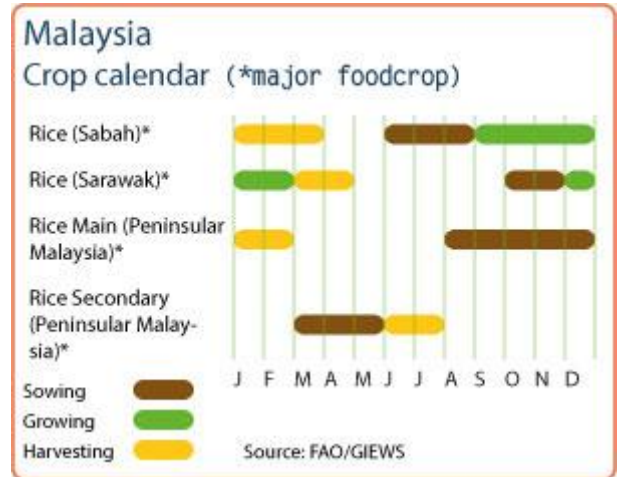 Malaysia
Crop calendar (*major foodcrop)
Rice (Sabah)*
Rice (Sarawak)*
Rice Main (Peninsular
Malaysia)*
Rice Secondary
(Peninsular Malay-
sia)*
J F M A M J J A S O N D
Sowing
Growing
Harvesting
Source: FAO/GIEWS